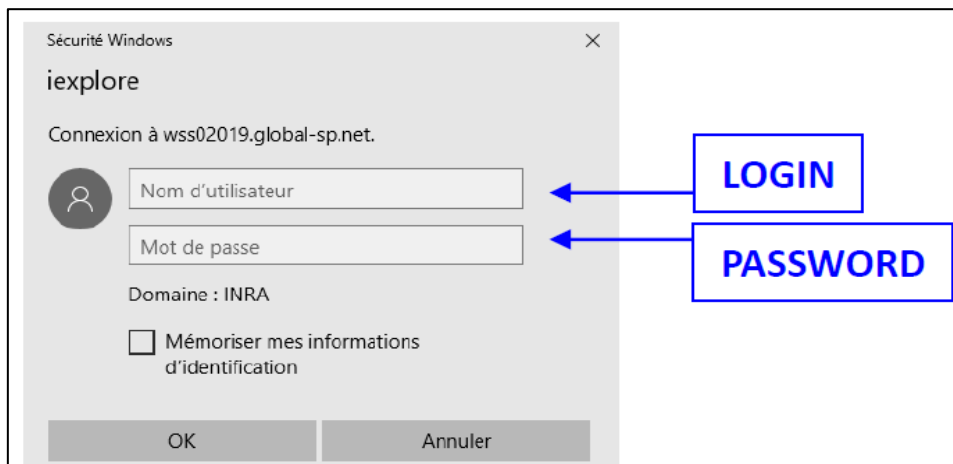 Sécurité Windows
iexplore
Connexion à wss02019.global-sp.net.
Nom d'utilisateur
LOGIN
Mot de passe
PASSWORD
Domaine : INRA
Mémoriser mes informations
d'identification
OK
Annuler